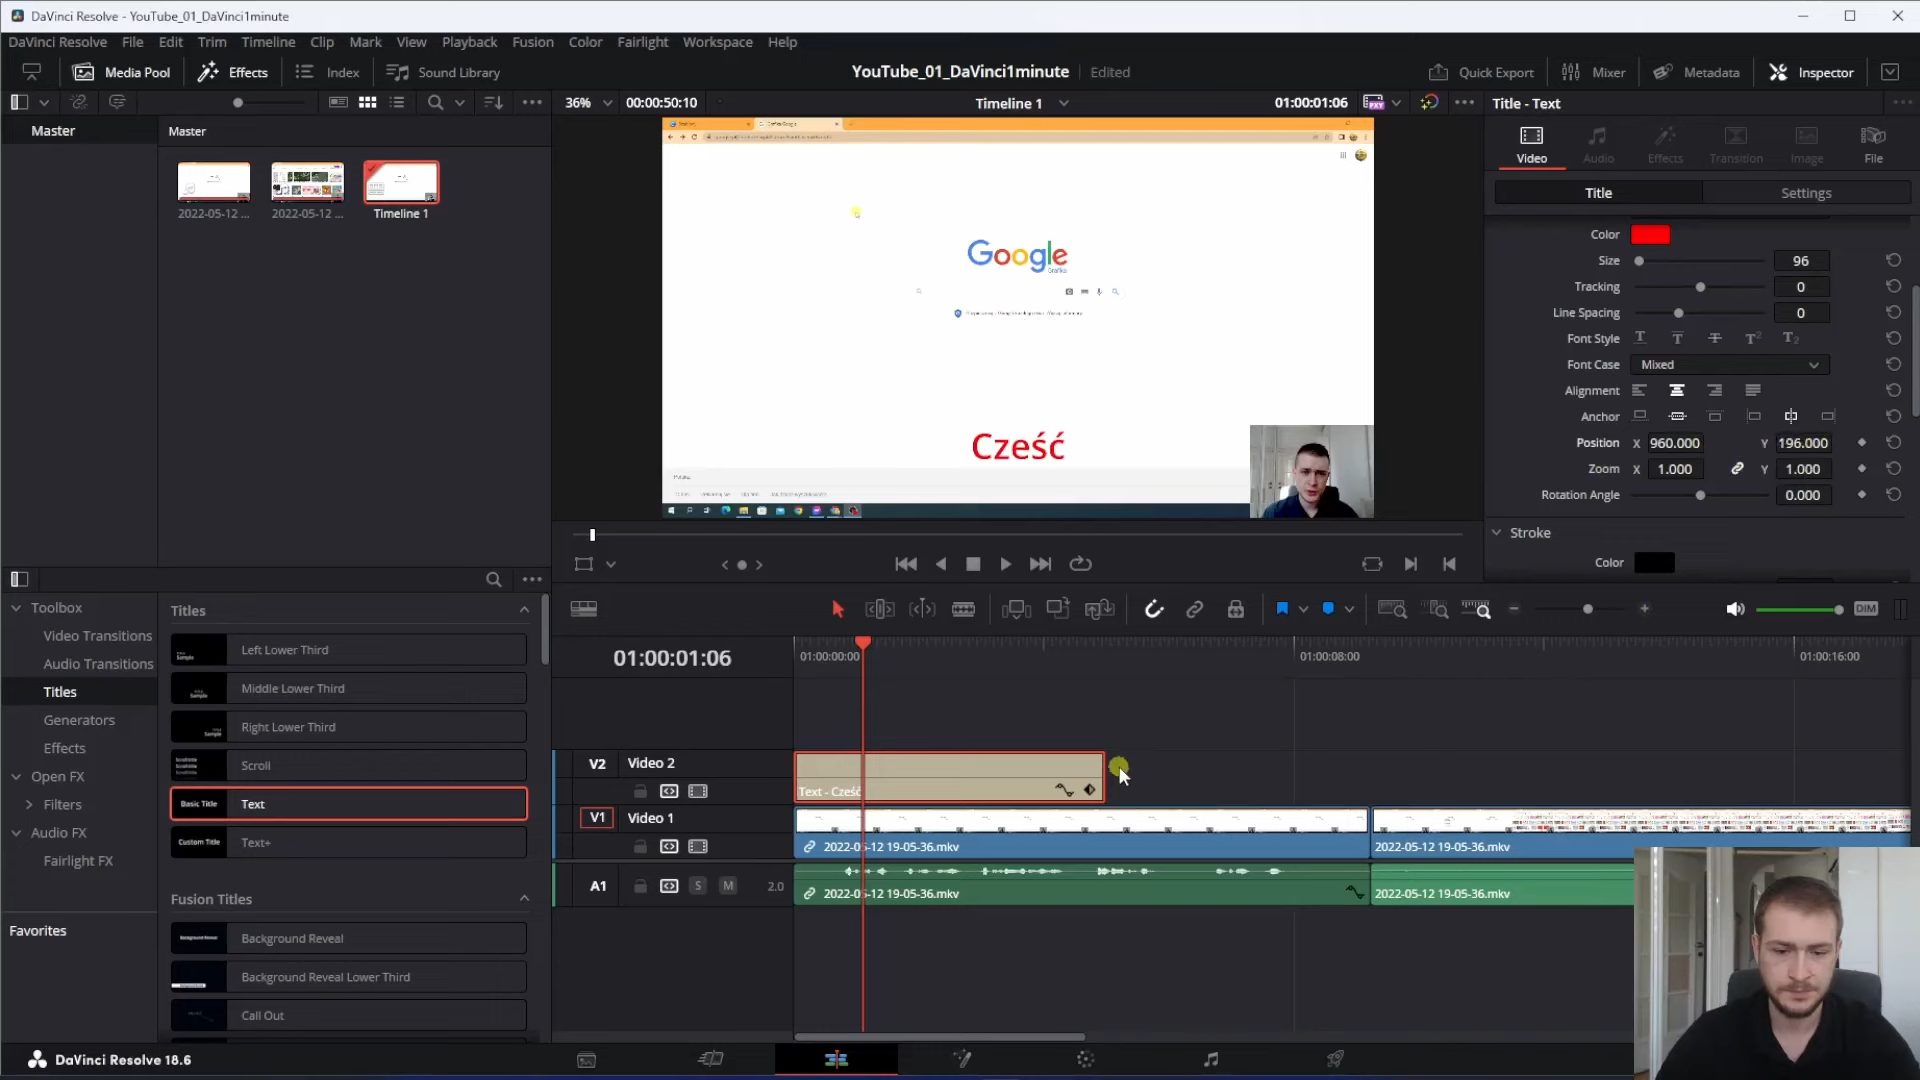 DaVinci Resolve - YouTube_01_DaVinci1minute
DaVinci Resolve File Edit Trim Timeline Clip Mark View Playback Fusion Color Fairlight Workspace Help
Media Pool Effects Index Sound Library
YouTube_01_DaVinci1minute Edited
Quick Export Mixer Metadata Inspector
36% 00:00:50:10 Timeline 1 01:00:01:06
Title - Text
Master
Master
2022-05-12 ...
2022-05-12 ...
Timeline 1
Google
Grafika
Cześć
Video Audio Effects Transition Image File
Title Settings
Color
Size 96
Tracking 0
Line Spacing 0
Font Style
Font Case Mixed
Alignment
Anchor
Position X 960.000 Y 196.000
Zoom X 1.000 Y 1.000
Rotation Angle 0.000
Stroke
Color
Toolbox
Video Transitions
Audio Transitions
Titles
Generators
Effects
Open FX
Filters
Audio FX
Fairlight FX
Favorites
Titles
Left Lower Third
Middle Lower Third
Right Lower Third
Scroll
Basic Title Text
Custom Title Text+
Fusion Titles
Background Reveal
Background Reveal Lower Third
Call Out
DIM
01:00:01:06
01:00:00:00 01:00:08:00 01:00:16:00
V2 Video 2
Text - Cześć
V1 Video 1
2022-05-12 19-05-36.mkv 2022-05-12 19-05-36.mkv
A1 S M 2.0
2022-05-12 19-05-36.mkv 2022-05-12 19-05-36.mkv
DaVinci Resolve 18.6